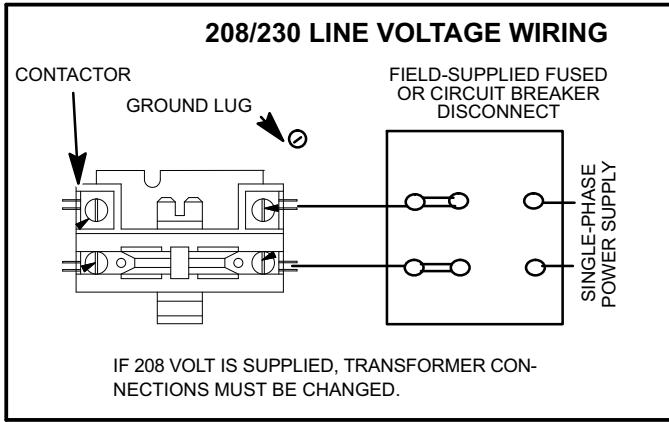 208/230 LINE VOLTAGE WIRING
CONTACTOR
GROUND LUG
FIELD-SUPPLIED FUSED
OR CIRCUIT BREAKER
DISCONNECT
SINGLE-PHASE
POWER SUPPLY
IF 208 VOLT IS SUPPLIED, TRANSFORMER CON-
NECTIONS MUST BE CHANGED.